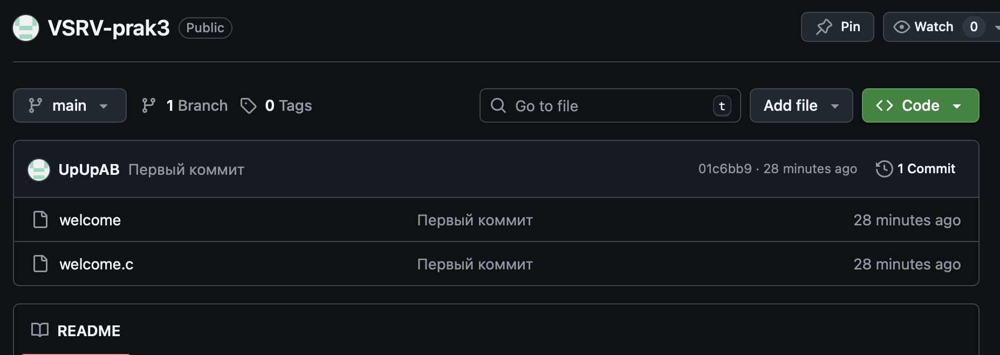 VSRV-prak3 Public Pin Watch 0
main 1 Branch 0 Tags Go to file t Add file Code
UpUpAB Первый коммит 01c6bb9 · 28 minutes ago 1 Commit
welcome Первый коммит 28 minutes ago
welcome.c Первый коммит 28 minutes ago
README